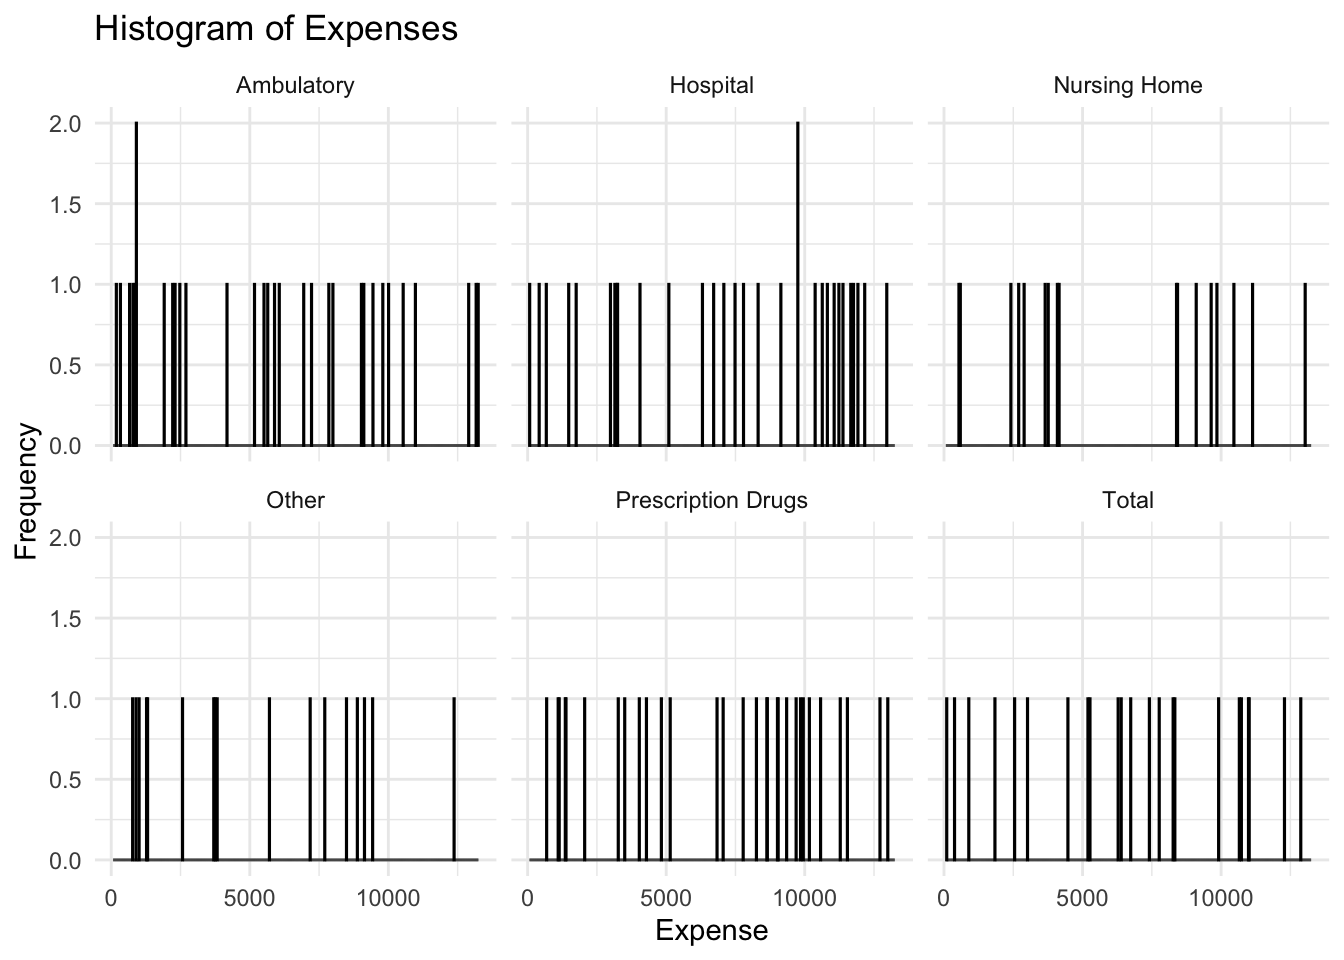 Histogram of Expenses
Ambulatory Hospital Nursing Home
2.0
1.5
1.0
0.5
0.0
Frequency
Other Prescription Drugs Total
2.0
1.5
1.0
0.5
0.0
0 5000 10000 0 5000 10000 0 5000 10000
Expense